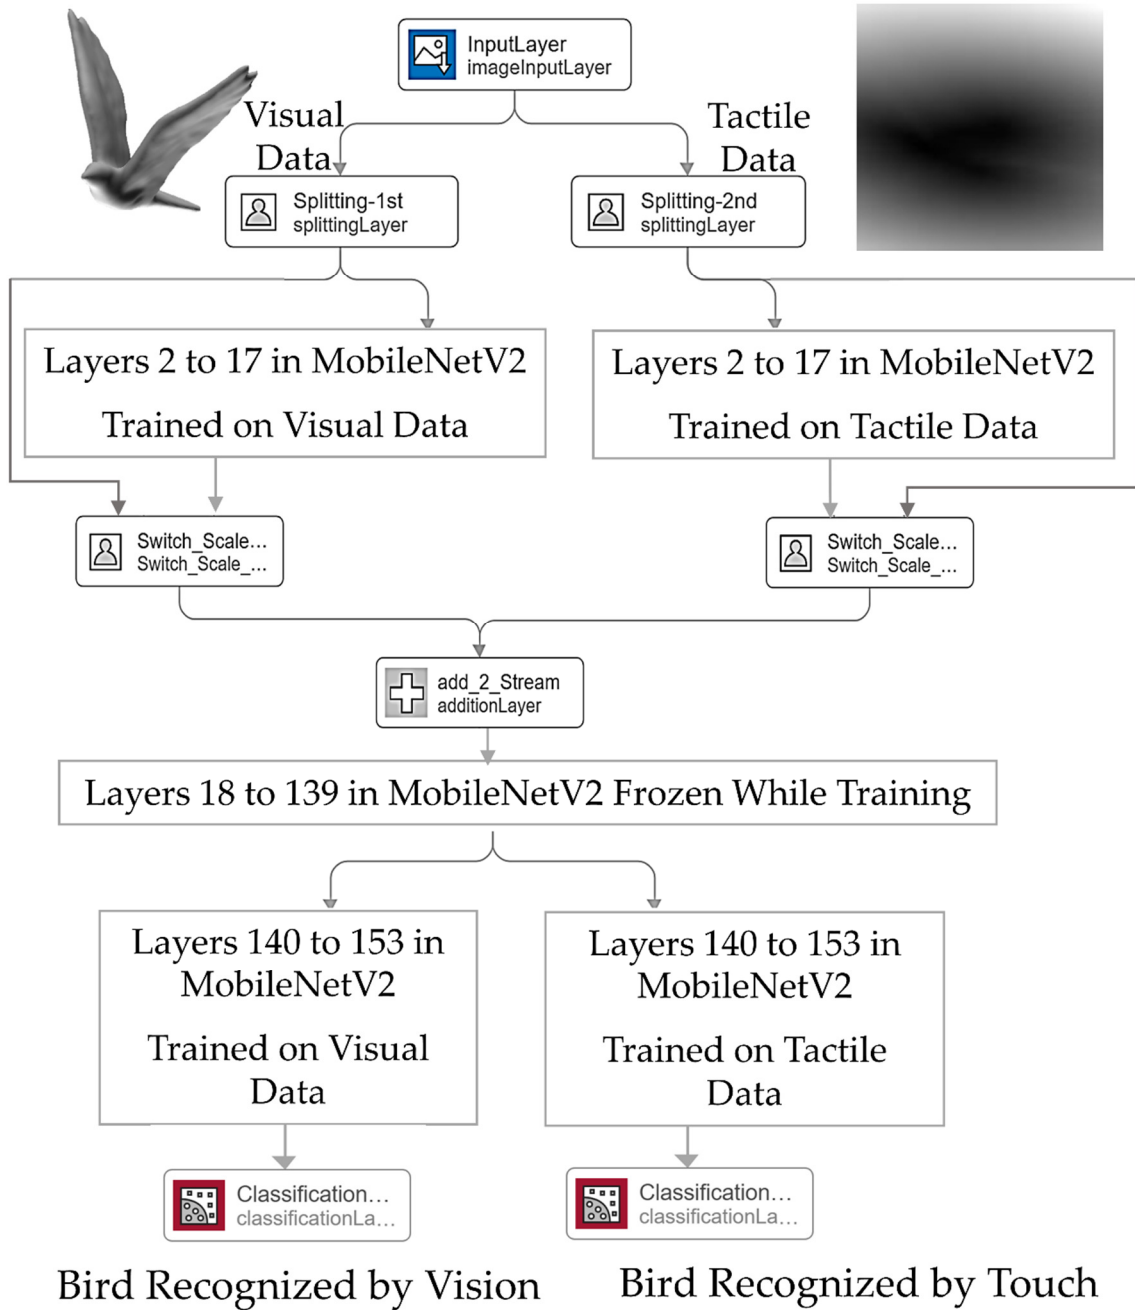 InputLayer
imageInputLayer
Visual
Data
Tactile
Data
Splitting-1st
splittingLayer
Splitting-2nd
splittingLayer
Layers 2 to 17 in MobileNetV2
Trained on Visual Data
Layers 2 to 17 in MobileNetV2
Trained on Tactile Data
Switch_Scale...
Switch_Scale_...
Switch_Scale...
Switch_Scale_...
add_2_Stream
additionLayer
Layers 18 to 139 in MobileNetV2 Frozen While Training
Layers 140 to 153 in
MobileNetV2
Trained on Visual
Data
Layers 140 to 153 in
MobileNetV2
Trained on Tactile
Data
Classification...
classificationLa...
Classification...
classificationLa...
Bird Recognized by Vision
Bird Recognized by Touch